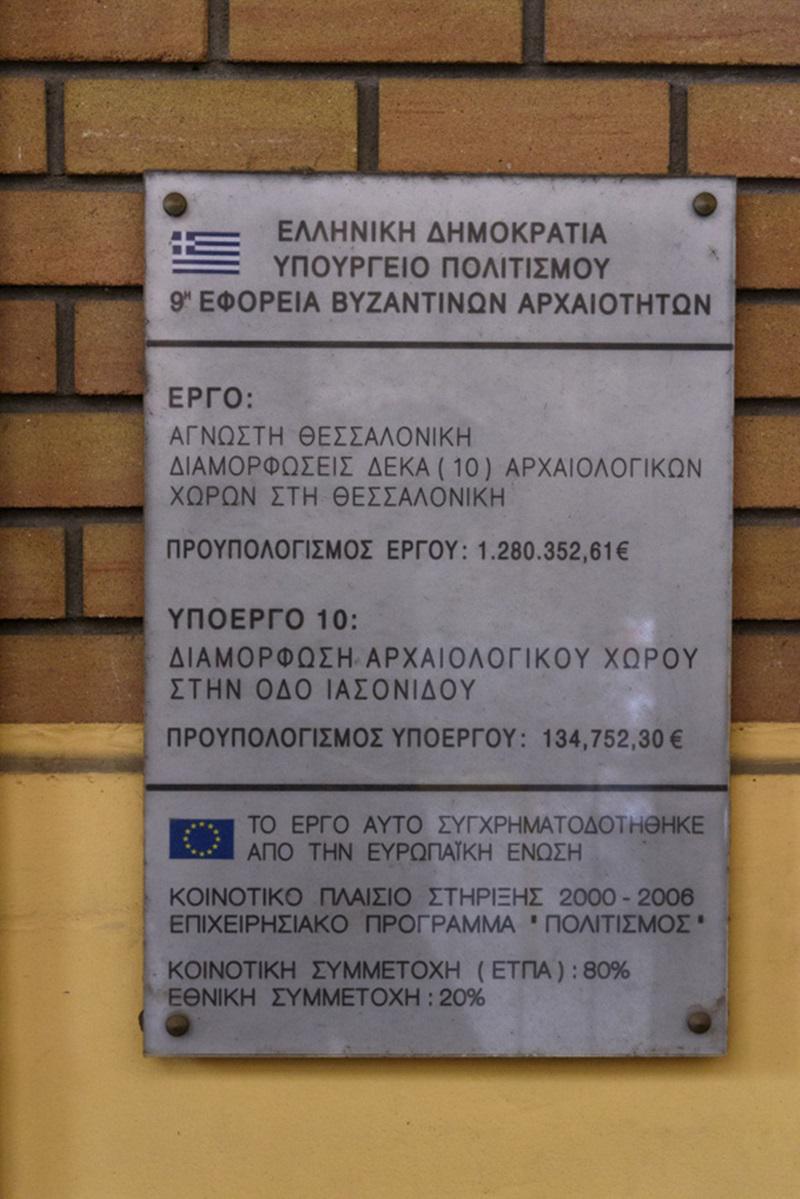 ΕΛΛΗΝΙΚΗ ΔΗΜΟΚΡΑΤΙΑ
ΥΠΟΥΡΓΕΙΟ ΠΟΛΙΤΙΣΜΟΥ
9η ΕΦΟΡΕΙΑ ΒΥΖΑΝΤΙΝΩΝ ΑΡΧΑΙΟΤΗΤΩΝ
ΕΡΓΟ:
ΑΓΝΩΣΤΗ ΘΕΣΣΑΛΟΝΙΚΗ
ΔΙΑΜΟΡΦΩΣΕΙΣ ΔΕΚΑ ( 10 ) ΑΡΧΑΙΟΛΟΓΙΚΩΝ
ΧΩΡΩΝ ΣΤΗ ΘΕΣΣΑΛΟΝΙΚΗ
ΠΡΟΥΠΟΛΟΓΙΣΜΟΣ ΕΡΓΟΥ: 1.280.352,61€
ΥΠΟΕΡΓΟ 10:
ΔΙΑΜΟΡΦΩΣΗ ΑΡΧΑΙΟΛΟΓΙΚΟΥ ΧΩΡΟΥ
ΣΤΗΝ ΟΔΟ ΙΑΣΟΝΙΔΟΥ
ΠΡΟΥΠΟΛΟΓΙΣΜΟΣ ΥΠΟΕΡΓΟΥ: 134,752,30 €
ΤΟ ΕΡΓΟ ΑΥΤΟ ΣΥΓΧΡΗΜΑΤΟΔΟΤΗΘΗΚΕ
ΑΠΟ ΤΗΝ ΕΥΡΩΠΑΪΚΗ ΕΝΩΣΗ
ΚΟΙΝΟΤΙΚΟ ΠΛΑΙΣΙΟ ΣΤΗΡΙΞΗΣ 2000 - 2006
ΕΠΙΧΕΙΡΗΣΙΑΚΟ ΠΡΟΓΡΑΜΜΑ " ΠΟΛΙΤΙΣΜΟΣ "
ΚΟΙΝΟΤΙΚΗ ΣΥΜΜΕΤΟΧΗ ( ΕΤΠΑ ) : 80%
ΕΘΝΙΚΗ ΣΥΜΜΕΤΟΧΗ : 20%